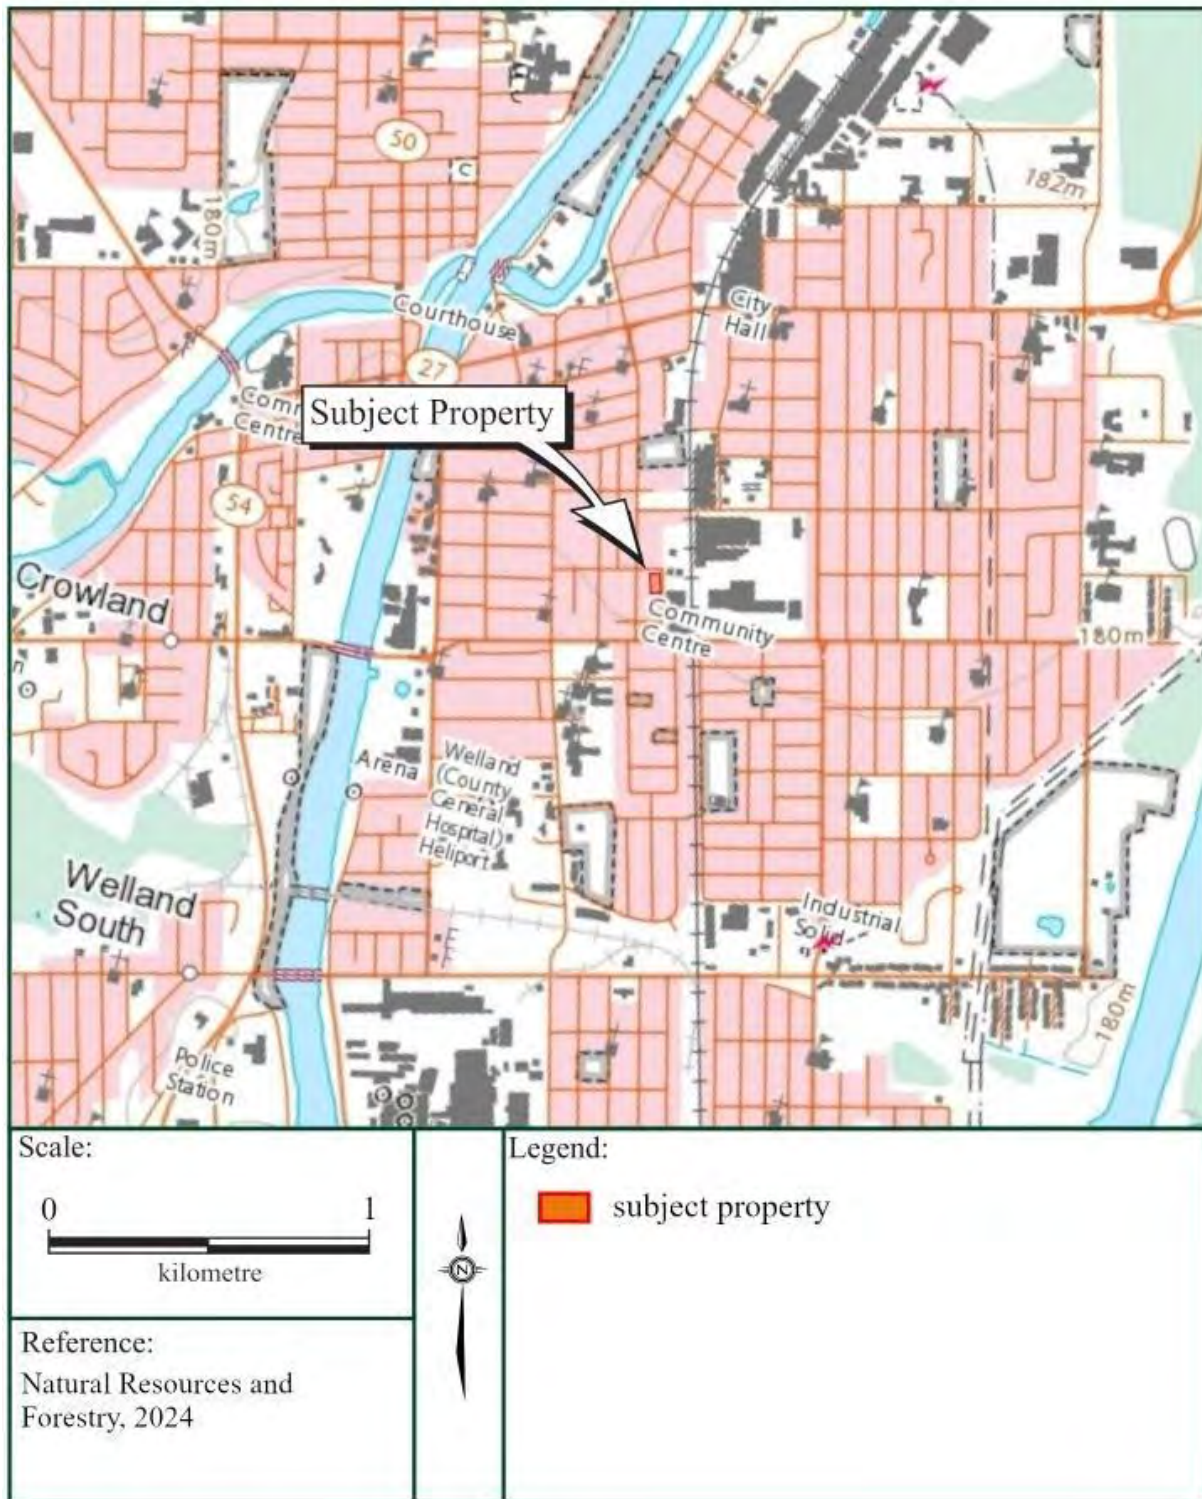 50
C
180m
182m
Courthouse
City
Hall
27
Comm
Centre
Subject Property
54
Crowland
Community
Centre
180m
n
Arena
Welland
(County
General
Hospital)
Heliport
Welland
South
Industrial
Solid
180m
Police
Station
Scale:
0 1
kilometre
N
Legend:
subject property
Reference:
Natural Resources and
Forestry, 2024